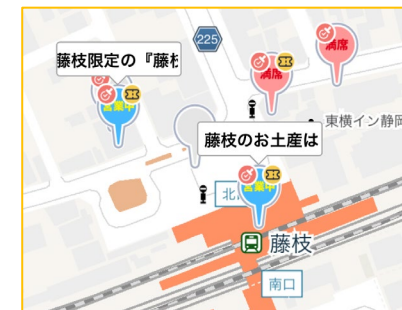 満席
225
藤枝限定の『藤枝
満席
営業中
東横イン静岡
藤枝のお土産は
営業中
北
藤枝
南口